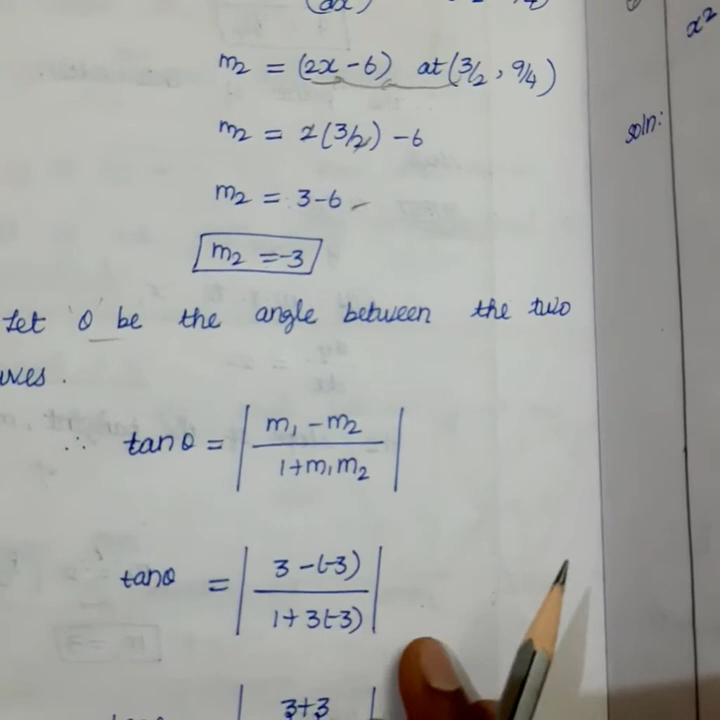 m₂ = (2x - 6) at (3/2, 9/4)
m₂ = 2(3/2) - 6
m₂ = 3 - 6
m₂ = -3
Let 'θ' be the angle between the two
∴ tanθ = | (m₁ - m₂) / (1 + m₁m₂) |
tanθ = | (3 - (-3)) / (1 + 3(-3)) |
3+3
x²
soln: